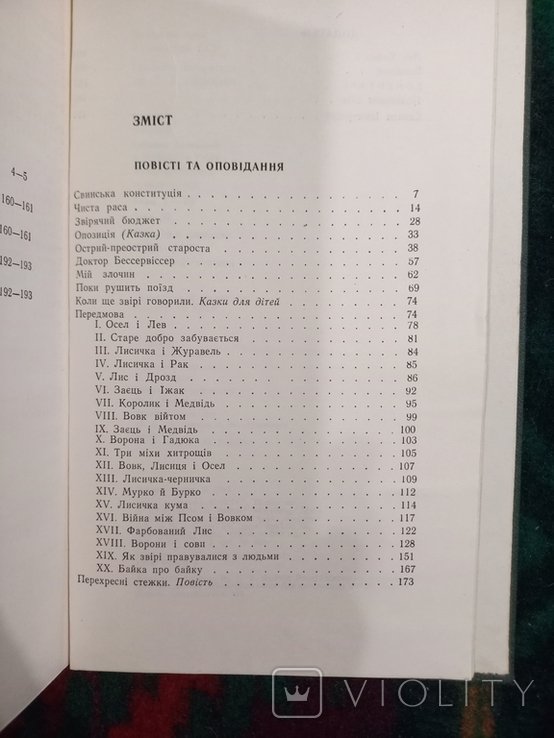 4—5
160—161
160—161
192—193
192—193
ЗМІСТ
ПОВІСТІ ТА ОПОВІДАННЯ
Свинська конституція . . . 7
Чиста раса . . . 14
Звірячий бюджет . . . 28
Опозиція (Казка) . . . 33
Острий-преострий староста . . . 38
Доктор Бессервіссер . . . 57
Мій злочин . . . 62
Поки рушить поїзд . . . 69
Коли ще звірі говорили. Казки для дітей . . . 74
Передмова . . . 74
I. Осел і Лев . . . 78
II. Старе добро забувається . . . 81
III. Лисичка і Журавель . . . 84
IV. Лисичка і Рак . . . 85
V. Лис і Дрозд . . . 86
VI. Заєць і Їжак . . . 92
VII. Королик і Медвідь . . . 95
VIII. Вовк війтом . . . 99
IX. Заєць і Медвідь . . . 100
X. Ворона і Гадюка . . . 103
XI. Три міхи хитрощів . . . 105
XII. Вовк, Лисиця і Осел . . . 107
XIII. Лисичка-черничка . . . 109
XIV. Мурко й Бурко . . . 112
XV. Лисичка кума . . . 114
XVI. Війна між Псом і Вовком . . . 117
XVII. Фарбований Лис . . . 122
XVIII. Ворони і сови . . . 128
XIX. Як звірі правувалися з людьми . . . 151
XX. Байка про байку . . . 167
Перехресні стежки. Повість . . . 173
VIOLITY